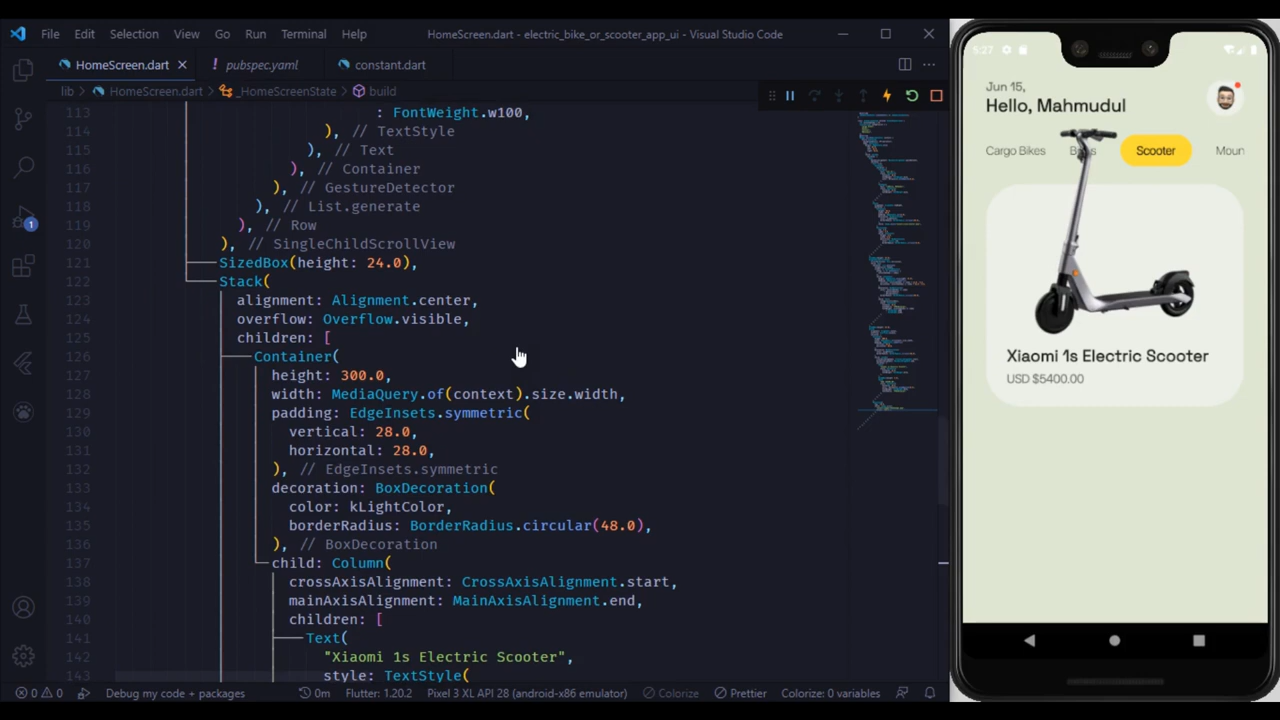 File Edit Selection View Go Run Terminal Help HomeScreen.dart - electric_bike_or_scooter_app_ui - Visual Studio Code
HomeScreen.dart pubspec.yaml constant.dart
lib > HomeScreen.dart > _HomeScreenState > build
113 : FontWeight.w100,
114 ), // TextStyle
115 ), // Text
116 ), // Container
117 ), // GestureDetector
118 ), // List.generate
119 ), // Row
120 ), // SingleChildScrollView
121 SizedBox(height: 24.0),
122 Stack(
123 alignment: Alignment.center,
124 overflow: Overflow.visible,
125 children: [
126 Container(
127 height: 300.0,
128 width: MediaQuery.of(context).size.width,
129 padding: EdgeInsets.symmetric(
130 vertical: 28.0,
131 horizontal: 28.0,
132 ), // EdgeInsets.symmetric
133 decoration: BoxDecoration(
134 color: kLightColor,
135 borderRadius: BorderRadius.circular(48.0),
136 ), // BoxDecoration
137 child: Column(
138 crossAxisAlignment: CrossAxisAlignment.start,
139 mainAxisAlignment: MainAxisAlignment.end,
140 children: [
141 Text(
142 "Xiaomi 1s Electric Scooter",
143 style: TextStyle(
1
0 0 Debug my code + packages 0m Flutter: 1.20.2 Pixel 3 XL API 28 (android-x86 emulator) Colorize Prettier Colorize: 0 variables
5:27
Jun 15,
Hello, Mahmudul
Cargo Bikes Scooter Moun
Xiaomi 1s Electric Scooter
USD $5400.00